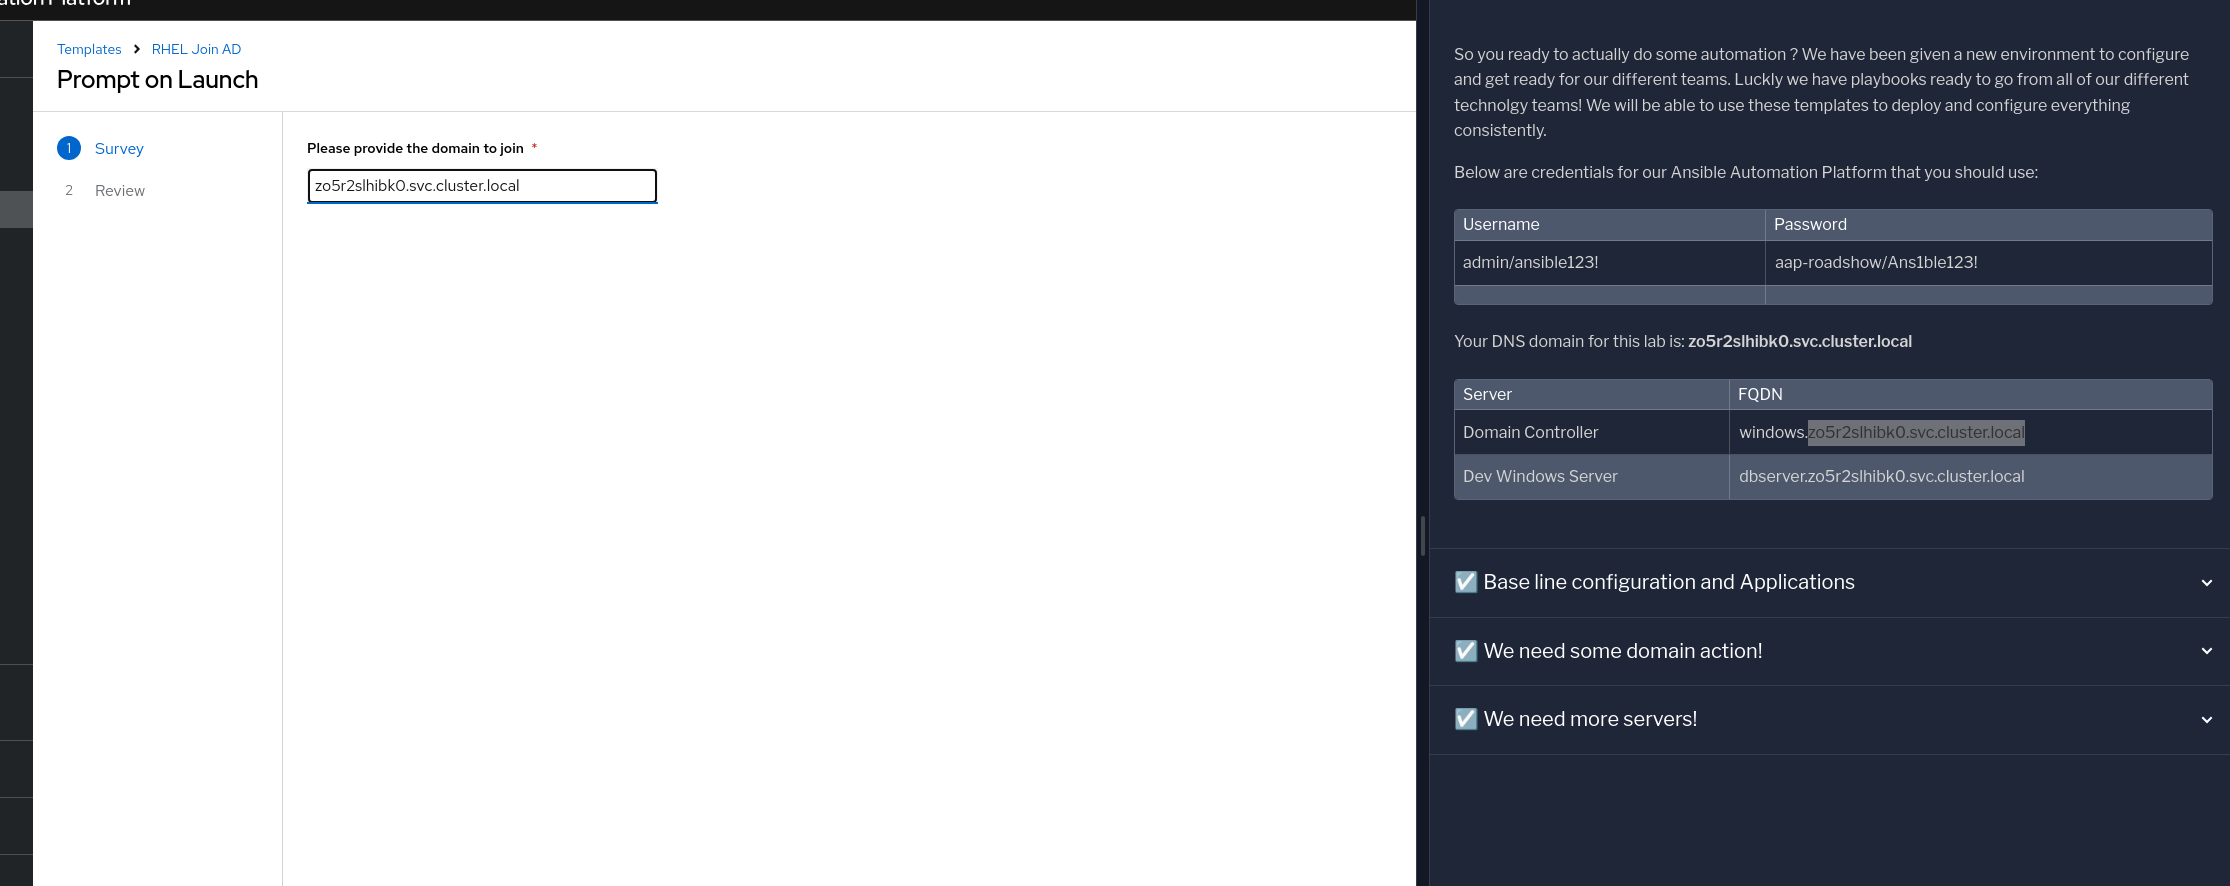 ation Platform
Templates > RHEL Join AD
Prompt on Launch
1 Survey
2 Review
Please provide the domain to join *
zo5r2slhibk0.svc.cluster.local
So you ready to actually do some automation ? We have been given a new environment to configure
and get ready for our different teams. Luckly we have playbooks ready to go from all of our different
technolgy teams! We will be able to use these templates to deploy and configure everything
consistently.
Below are credentials for our Ansible Automation Platform that you should use:
Username Password
admin/ansible123! aap-roadshow/Ans1ble123!
Your DNS domain for this lab is: zo5r2slhibk0.svc.cluster.local
Server FQDN
Domain Controller windows.zo5r2slhibk0.svc.cluster.local
Dev Windows Server dbserver.zo5r2slhibk0.svc.cluster.local
☑️ Base line configuration and Applications
☑️ We need some domain action!
☑️ We need more servers!